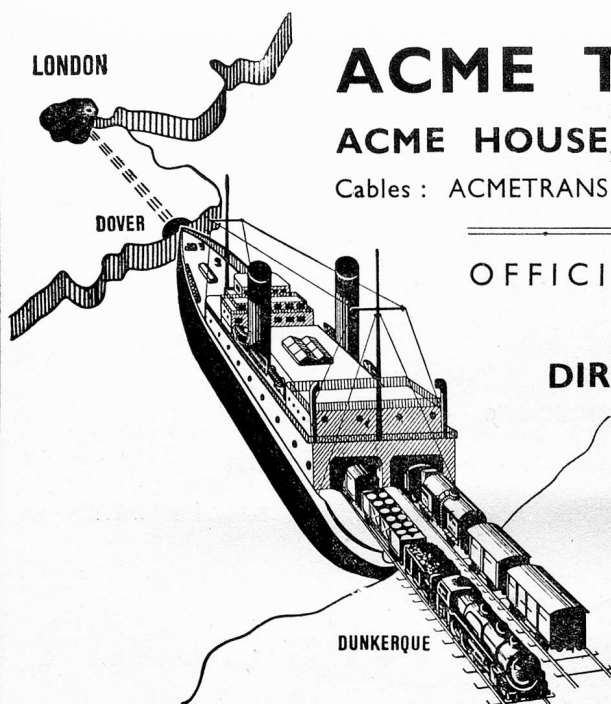 LONDON
ACME T
ACME HOUSE
Cables : ACMETRANS
DOVER
OFFICI
DIR
DUNKERQUE